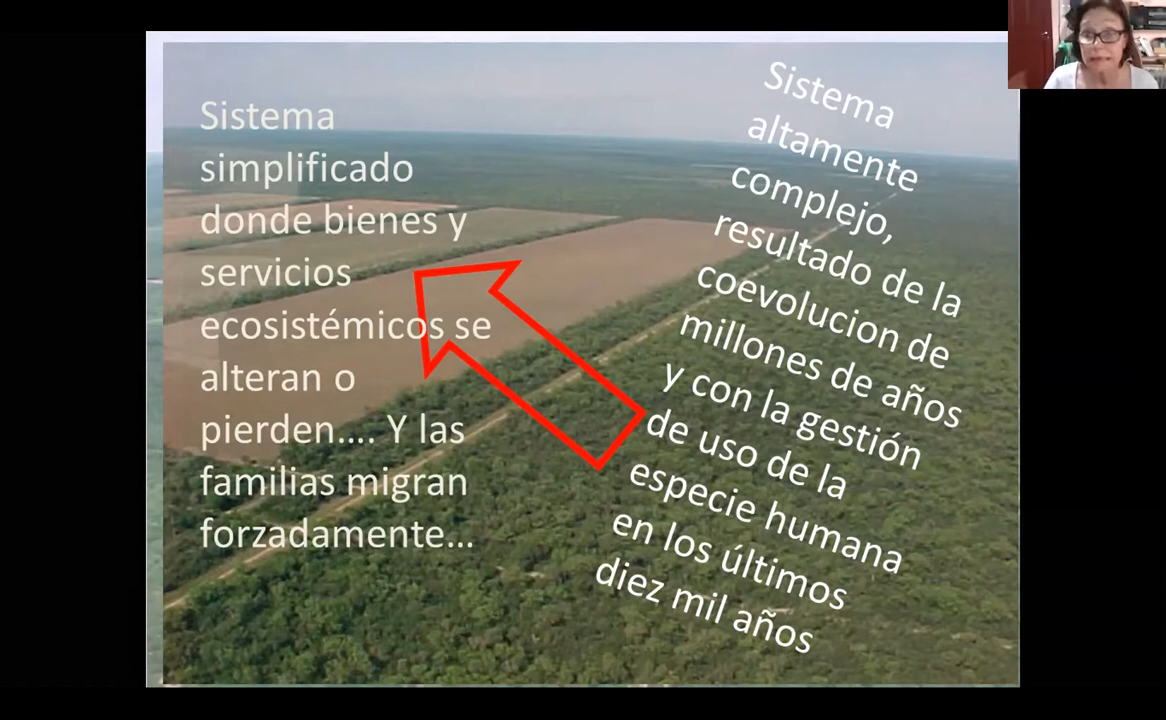 Sistema
simplificado
donde bienes y
servicios
ecosistémicos se
alteran o
pierden.... Y las
familias migran
forzadamente...
Sistema
altamente
complejo,
resultado de la
coevolucion de
millones de años
y con la gestión
de uso de la
especie humana
en los últimos
diez mil años